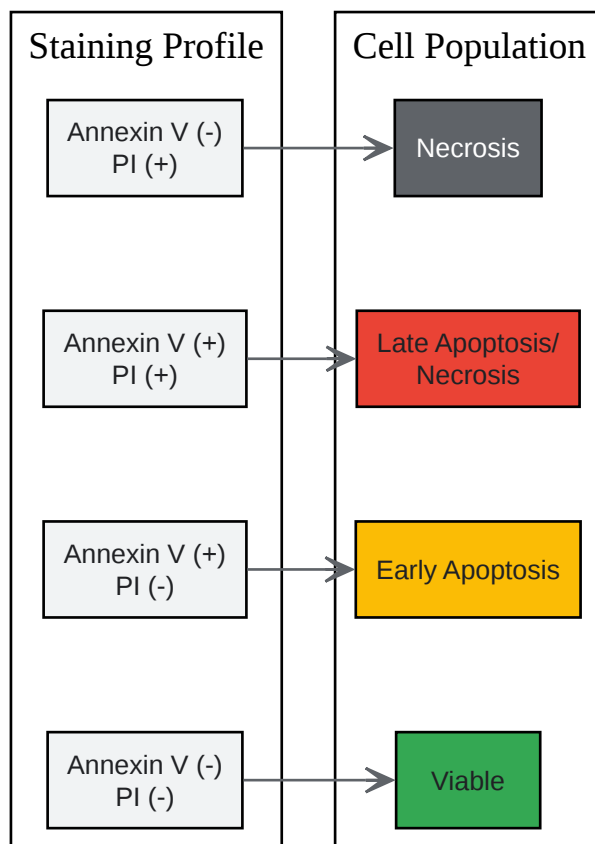 Staining Profile
Cell Population
Annexin V (-)
PI (+)
Necrosis
Annexin V (+)
PI (+)
Late Apoptosis/
Necrosis
Annexin V (+)
PI (-)
Early Apoptosis
Annexin V (-)
PI (-)
Viable